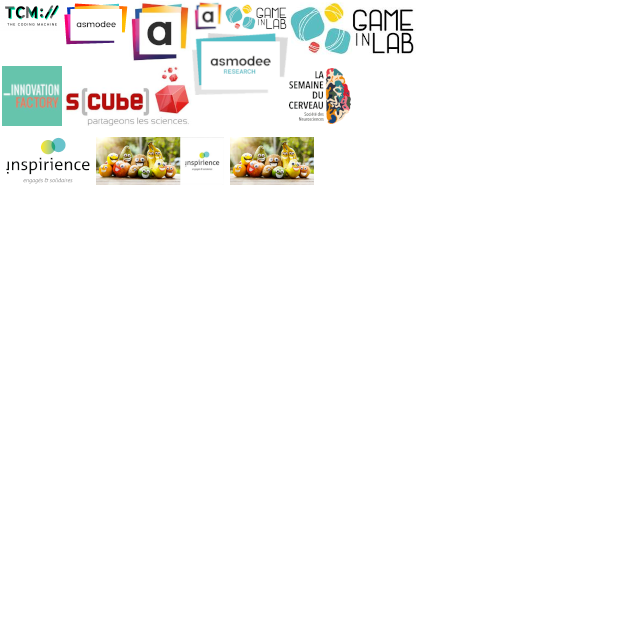 TCM://
THE CODING MACHINE
asmodee
a
a
GAME
IN
LAB
GAME
IN
LAB
asmodee
RESEARCH
_INNOVATION
FACTORY
s[cube]
partageons les sciences.
LA
SEMAINE
DU
CERVEAU
Société des
Neurosciences
inspirience
engagés & solidaires
inspirience
engagés & solidaires